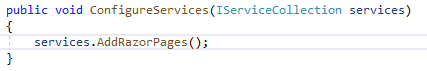 public void ConfigureServices(IServiceCollection services)
{
    services.AddRazorPages();
}